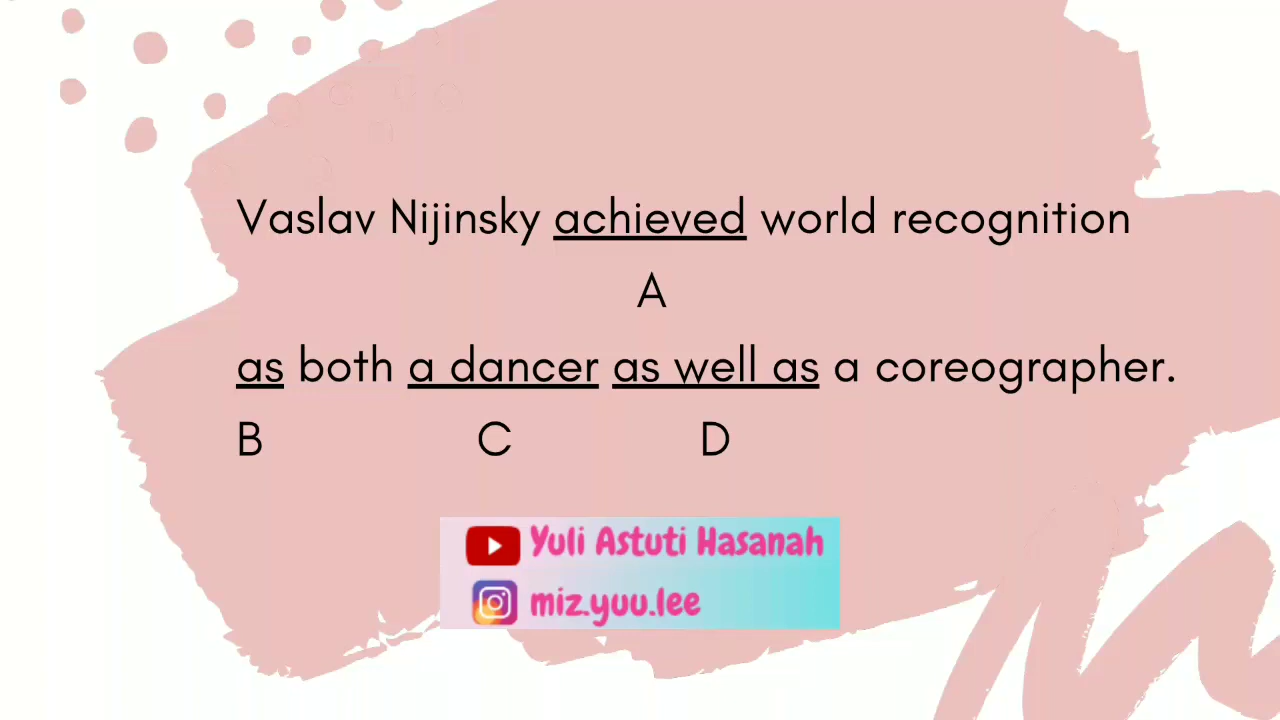 Vaslav Nijinsky achieved world recognition
A
as both a dancer as well as a coreographer.
B C D
Yuli Astuti Hasanah
miz.yuu.lee